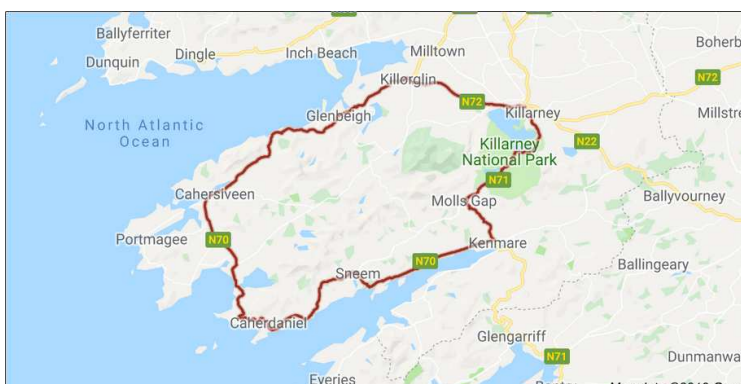 Ballyferriter
Dingle
Inch Beach
Milltown
Boherb
Dunquin
N72
Killorglin
N72
Killarney
Millstre
Glenbeigh
North Atlantic
Ocean
Killarney
National Park
N22
N71
Cahersiveen
Molls Gap
Ballyvourney
Portmagee
N70
Kenmare
N70
Sneem
Ballingeary
Caherdaniel
Glengarriff
N71
Dunmanwa
Eyeries